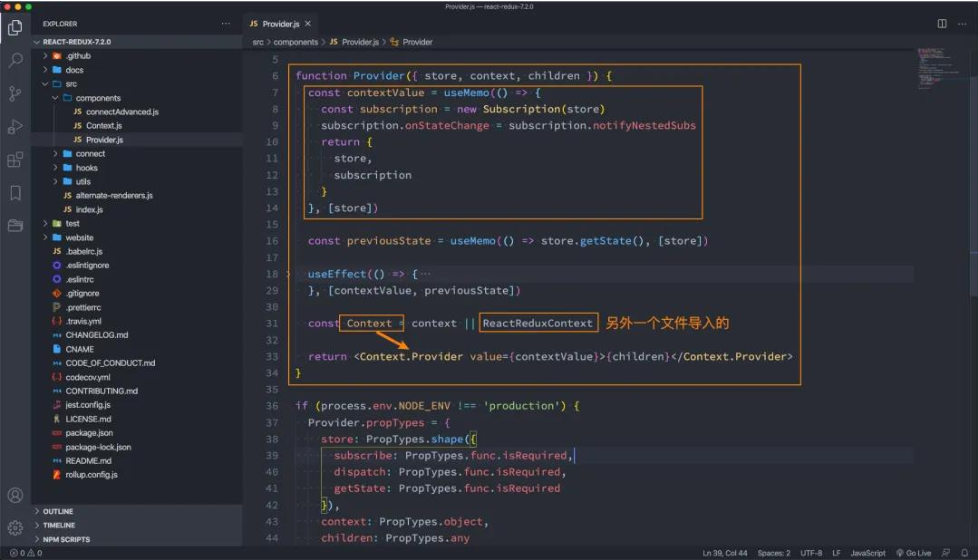 Provider.js — react-redux-7.2.0
EXPLORER
REACT-REDUX-7.2.0
.github
docs
src
components
JS connectAdvanced.js
JS Context.js
JS Provider.js
connect
hooks
utils
JS alternate-renderers.js
JS index.js
test
website
JS .babelrc.js
.eslintignore
.eslintrc
.gitignore
.prettierrc
.travis.yml
CHANGELOG.md
CNAME
CODE_OF_CONDUCT.md
codecov.yml
CONTRIBUTING.md
jest.config.js
LICENSE.md
package.json
package-lock.json
README.md
rollup.config.js
OUTLINE
TIMELINE
NPM SCRIPTS
JS Provider.js ×
src > components > JS Provider.js > Provider
5
6 function Provider({ store, context, children }) {
7 const contextValue = useMemo(() => {
8 const subscription = new Subscription(store)
9 subscription.onStateChange = subscription.notifyNestedSubs
10 return {
11 store,
12 subscription
13 }
14 }, [store])
15
16 const previousState = useMemo(() => store.getState(), [store])
17
18 useEffect(() => { ...
29 }, [contextValue, previousState])
30
31 const Context = context || ReactReduxContext 另外一个文件导入的
32
33 return <Context.Provider value={contextValue}>{children}</Context.Provider>
34 }
35
36 if (process.env.NODE_ENV !== 'production') {
37 Provider.propTypes = {
38 store: PropTypes.shape({
39 subscribe: PropTypes.func.isRequired,
40 dispatch: PropTypes.func.isRequired,
41 getState: PropTypes.func.isRequired
42 }),
43 context: PropTypes.object,
44 children: PropTypes.any
0 0 Ln 39, Col 44 Spaces: 2 UTF-8 LF JavaScript Go Live